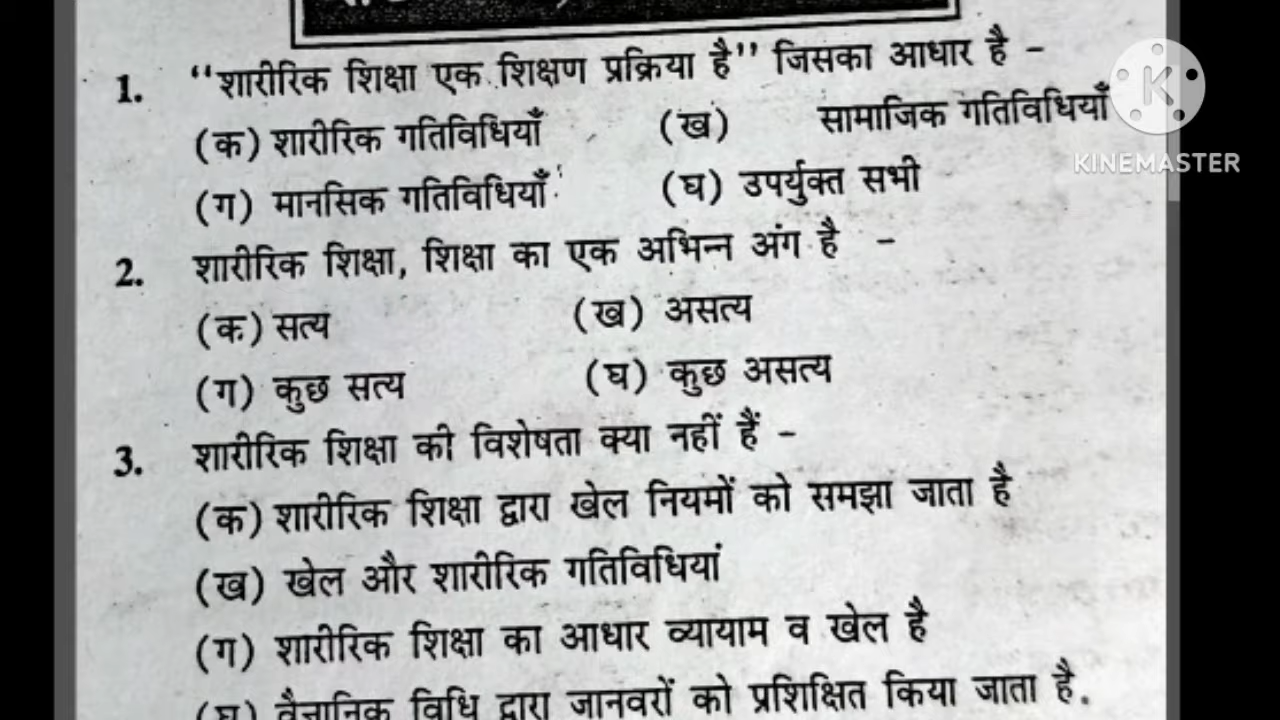 1. “शारीरिक शिक्षा एक शिक्षण प्रक्रिया है” जिसका आधार है -
(क) शारीरिक गतिविधियाँ (ख) सामाजिक गतिविधियाँ
(ग) मानसिक गतिविधियाँ (घ) उपर्युक्त सभी
2. शारीरिक शिक्षा, शिक्षा का एक अभिन्न अंग है -
(क) सत्य (ख) असत्य
(ग) कुछ सत्य (घ) कुछ असत्य
3. शारीरिक शिक्षा की विशेषता क्या नहीं हैं -
(क) शारीरिक शिक्षा द्वारा खेल नियमों को समझा जाता है
(ख) खेल और शारीरिक गतिविधियां
(ग) शारीरिक शिक्षा का आधार व्यायाम व खेल है
(घ) वैज्ञानिक विधि द्वारा जानवरों को प्रशिक्षित किया जाता है.
K
KINEMASTER